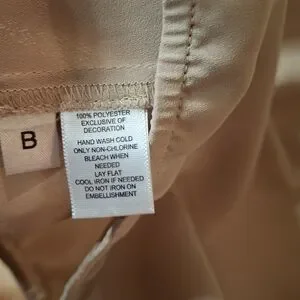 B
100% POLYESTER
EXCLUSIVE OF
DECORATION
HAND WASH COLD
ONLY NON-CHLORINE
BLEACH WHEN
NEEDED
LAY FLAT
COOL IRON IF NEEDED
DO NOT IRON ON
EMBELLISHMENT